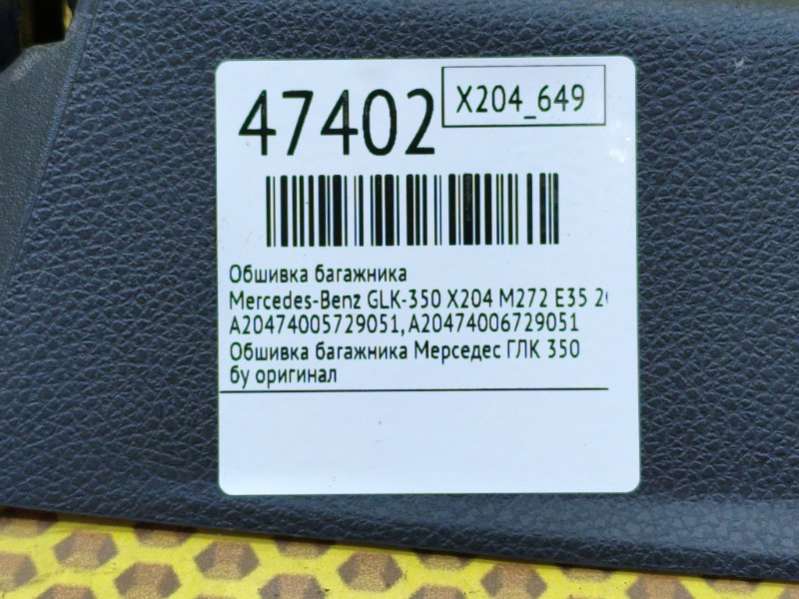 47402
X204_649
Обшивка багажника
Mercedes-Benz GLK-350 X204 M272 E35
A20474005729051, A20474006729051
Обшивка багажника Мерседес ГЛК 350
бу оригинал